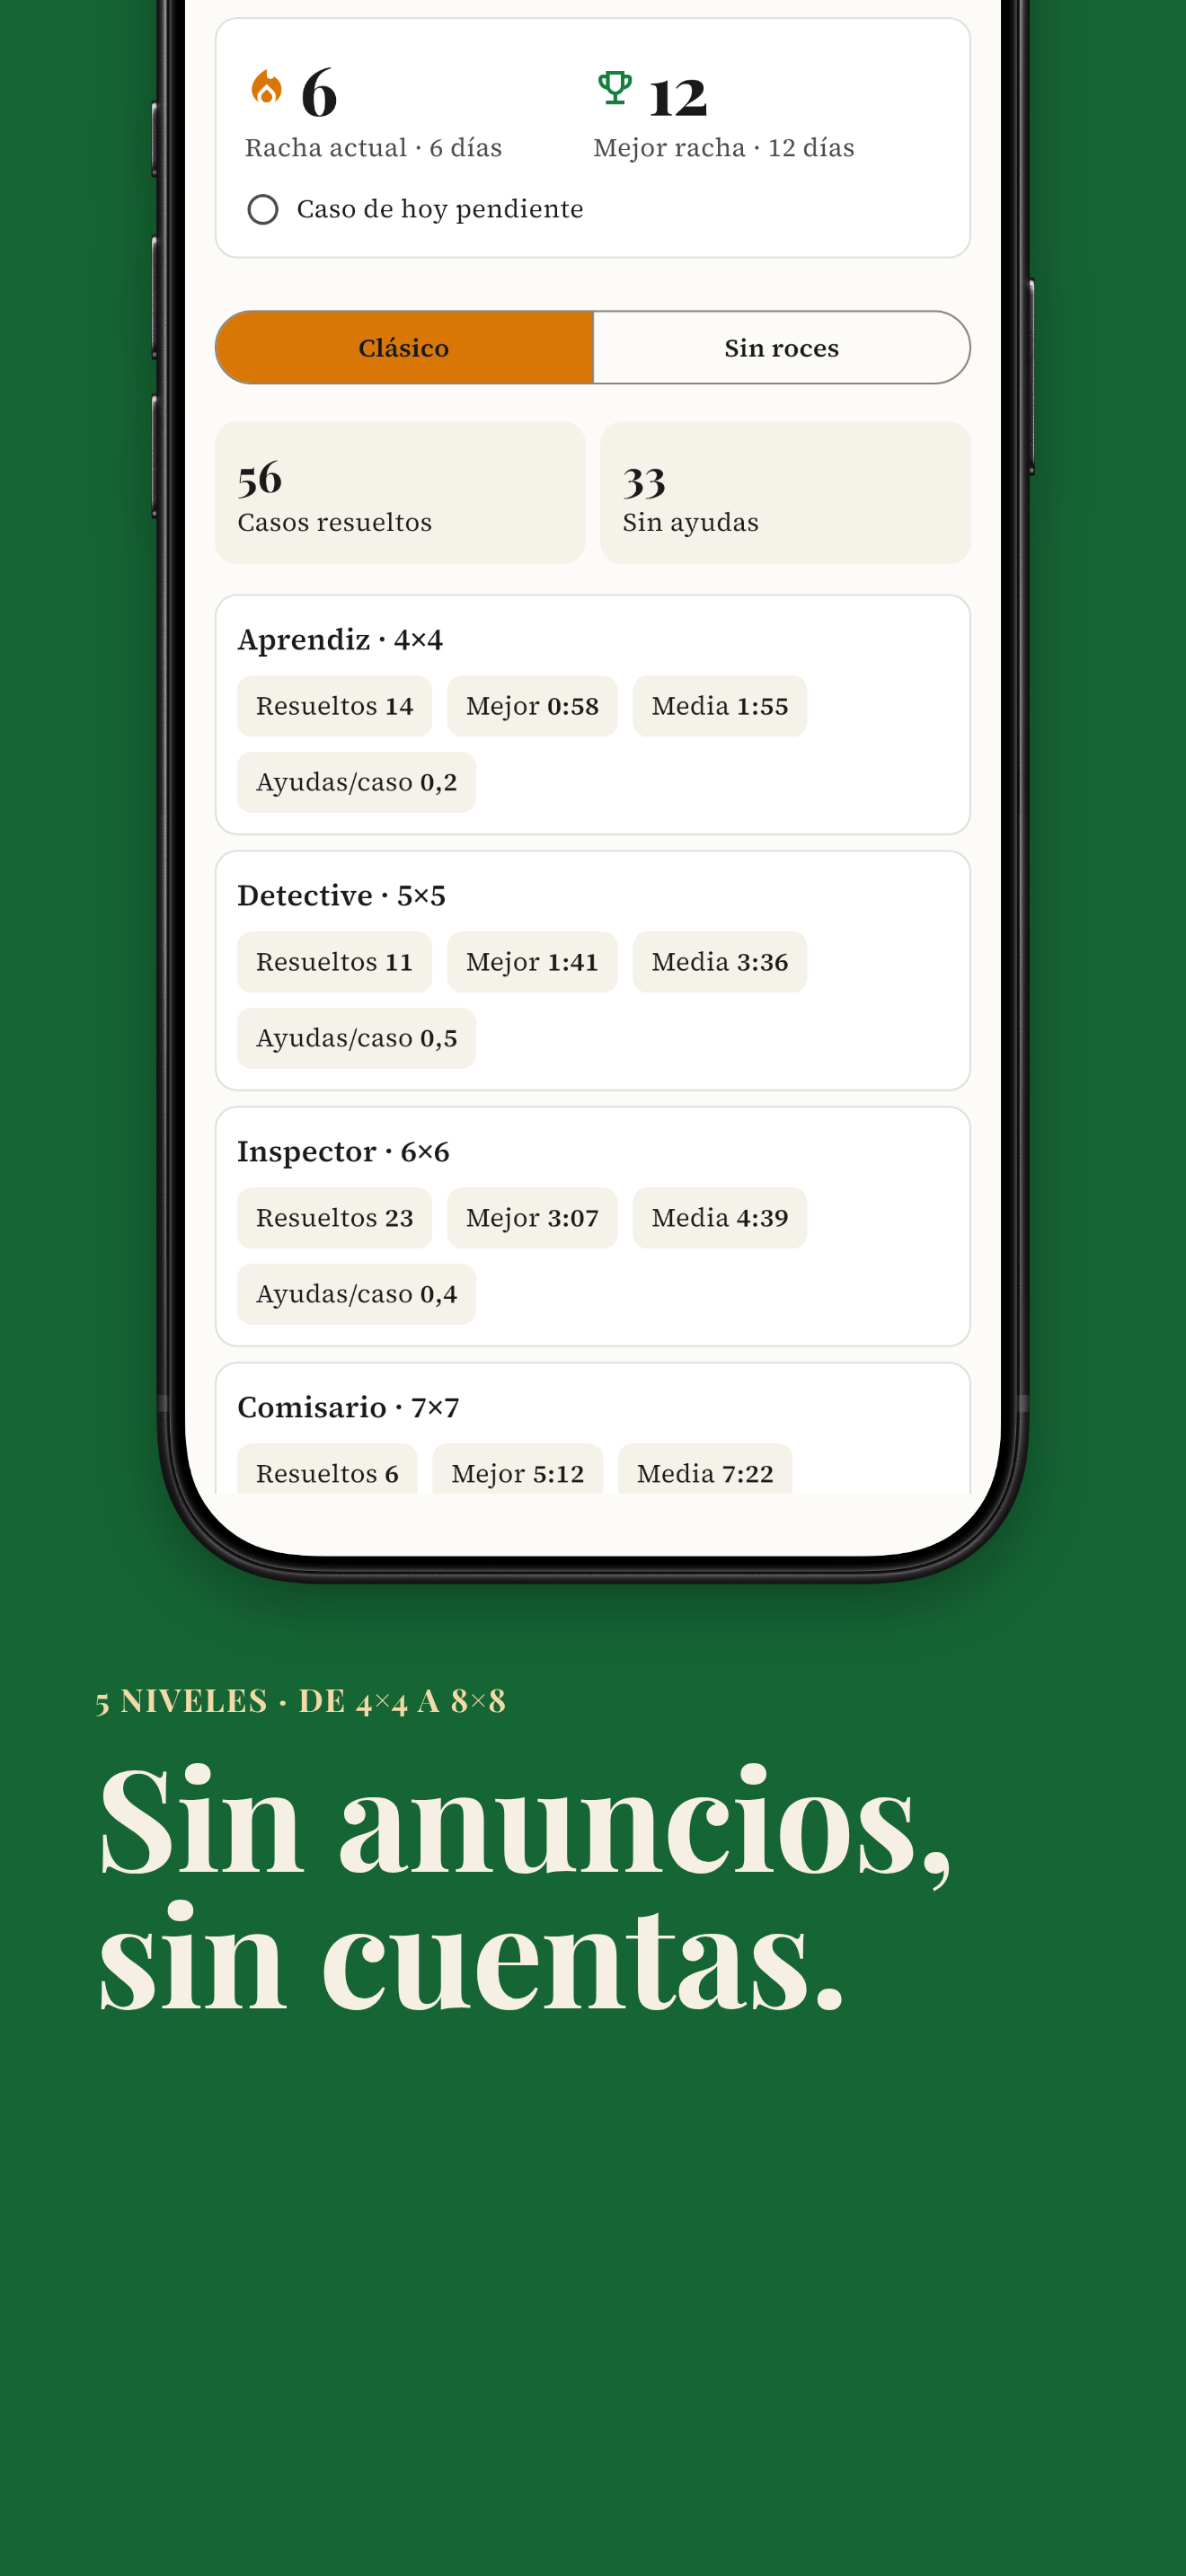 6
12
Racha actual · 6 días
Mejor racha · 12 días
Caso de hoy pendiente
Clásico
Sin roces
56
33
Casos resueltos
Sin ayudas
Aprendiz · 4×4
Resueltos 14
Mejor 0:58
Media 1:55
Ayudas/caso 0,2
Detective · 5×5
Resueltos 11
Mejor 1:41
Media 3:36
Ayudas/caso 0,5
Inspector · 6×6
Resueltos 23
Mejor 3:07
Media 4:39
Ayudas/caso 0,4
Comisario · 7×7
Resueltos 6
Mejor 5:12
Media 7:22
5 NIVELES · DE 4×4 A 8×8
Sin anuncios,
sin cuentas.